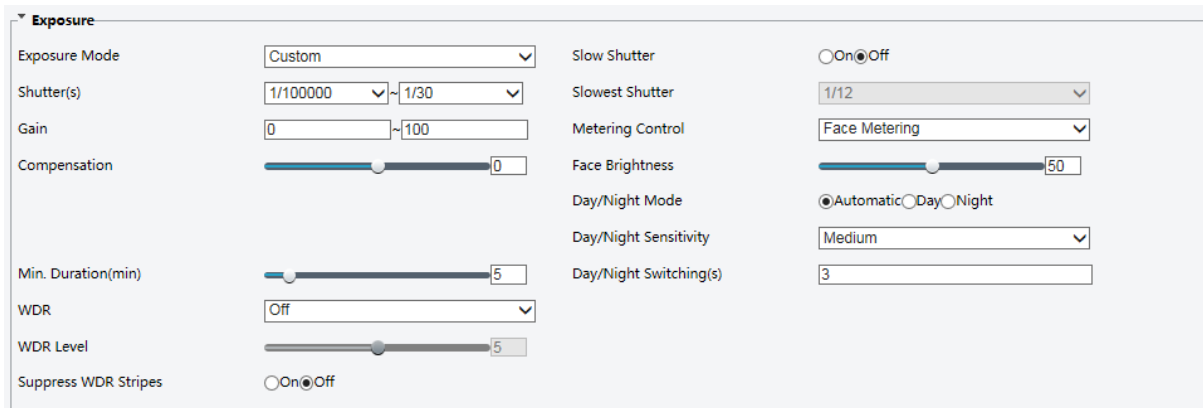 Exposure
Exposure Mode Custom Slow Shutter On Off
Shutter(s) 1/100000 ~ 1/30 Slowest Shutter 1/12
Gain 0 ~ 100 Metering Control Face Metering
Compensation 0 Face Brightness 50
Day/Night Mode Automatic Day Night
Day/Night Sensitivity Medium
Min. Duration(min) 5 Day/Night Switching(s) 3
WDR Off
WDR Level 5
Suppress WDR Stripes On Off